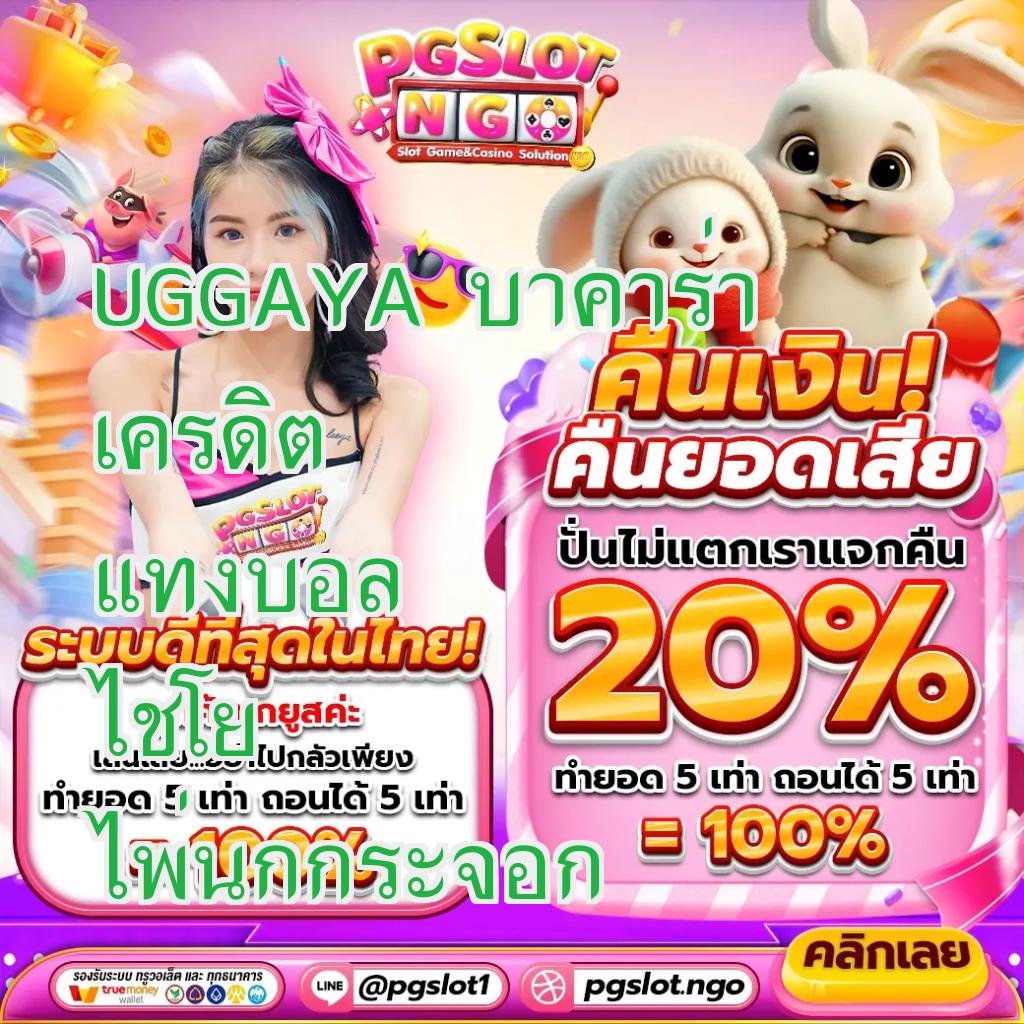 PGSLOT
NGO
Slot Game&Casino Solution
UGGAYA บาคาร่า
เครดิต
แทงบอล
ไชโย
ไพ่นกกระจอก
คืนเงิน!
คืนยอดเสีย
ปั่นไม่แตกเราแจกคืน
20%
ทำยอด 5 เท่า ถอนได้ 5 เท่า
= 100%
PGSLOT
NGO
ระบบดีที่สุดในไทย!
ทำยอด 5 เท่า ถอนได้ 5 เท่า
= 100%
คลิกเลย
รองรับระบบ ทรูวอเล็ต และ ทุกธนาคาร
truemoney
wallet
LINE @pgslot1
pgslot.ngo